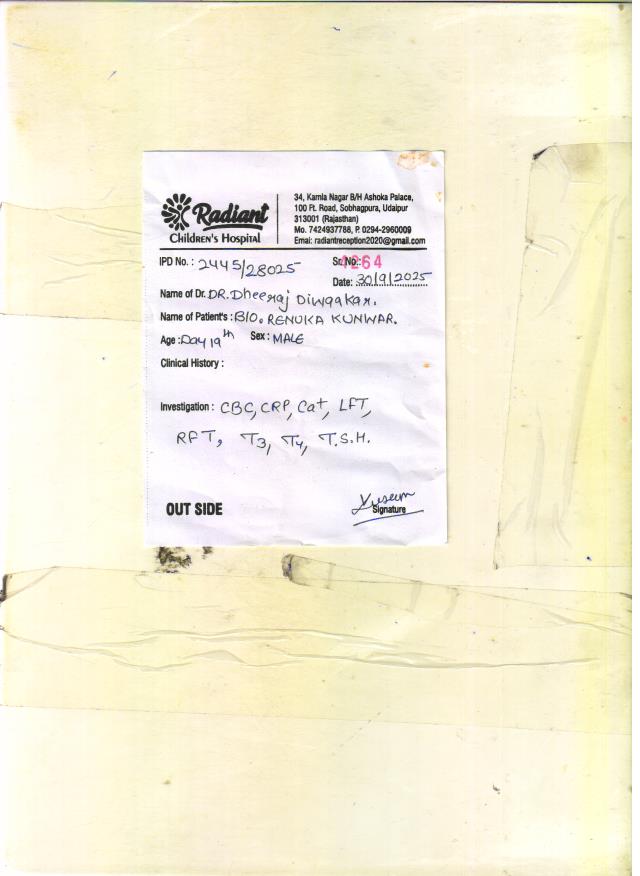 Radiant
Children's Hospital
34, Kamla Nagar B/H Ashoka Palace,
100 Ft. Road, Sobhagpura, Udaipur
313001 (Rajasthan)
Mo. 7424937788, P. 0294-2960009
Emai: radiantreception2020@gmail.com
IPD No. : 2445/28025 Sr. No.: 1264
Date: 30/9/2025
Name of Dr. DR. Dheeraj Diwaakar.
Name of Patient's : B/O. RENUKA KUNWAR.
Age : Day 19th Sex : MALE
Clinical History :
Investigation : CBC, CRP, Cat, LFT,
RFT, T3, T4, T.S.H.
OUT SIDE
Signature